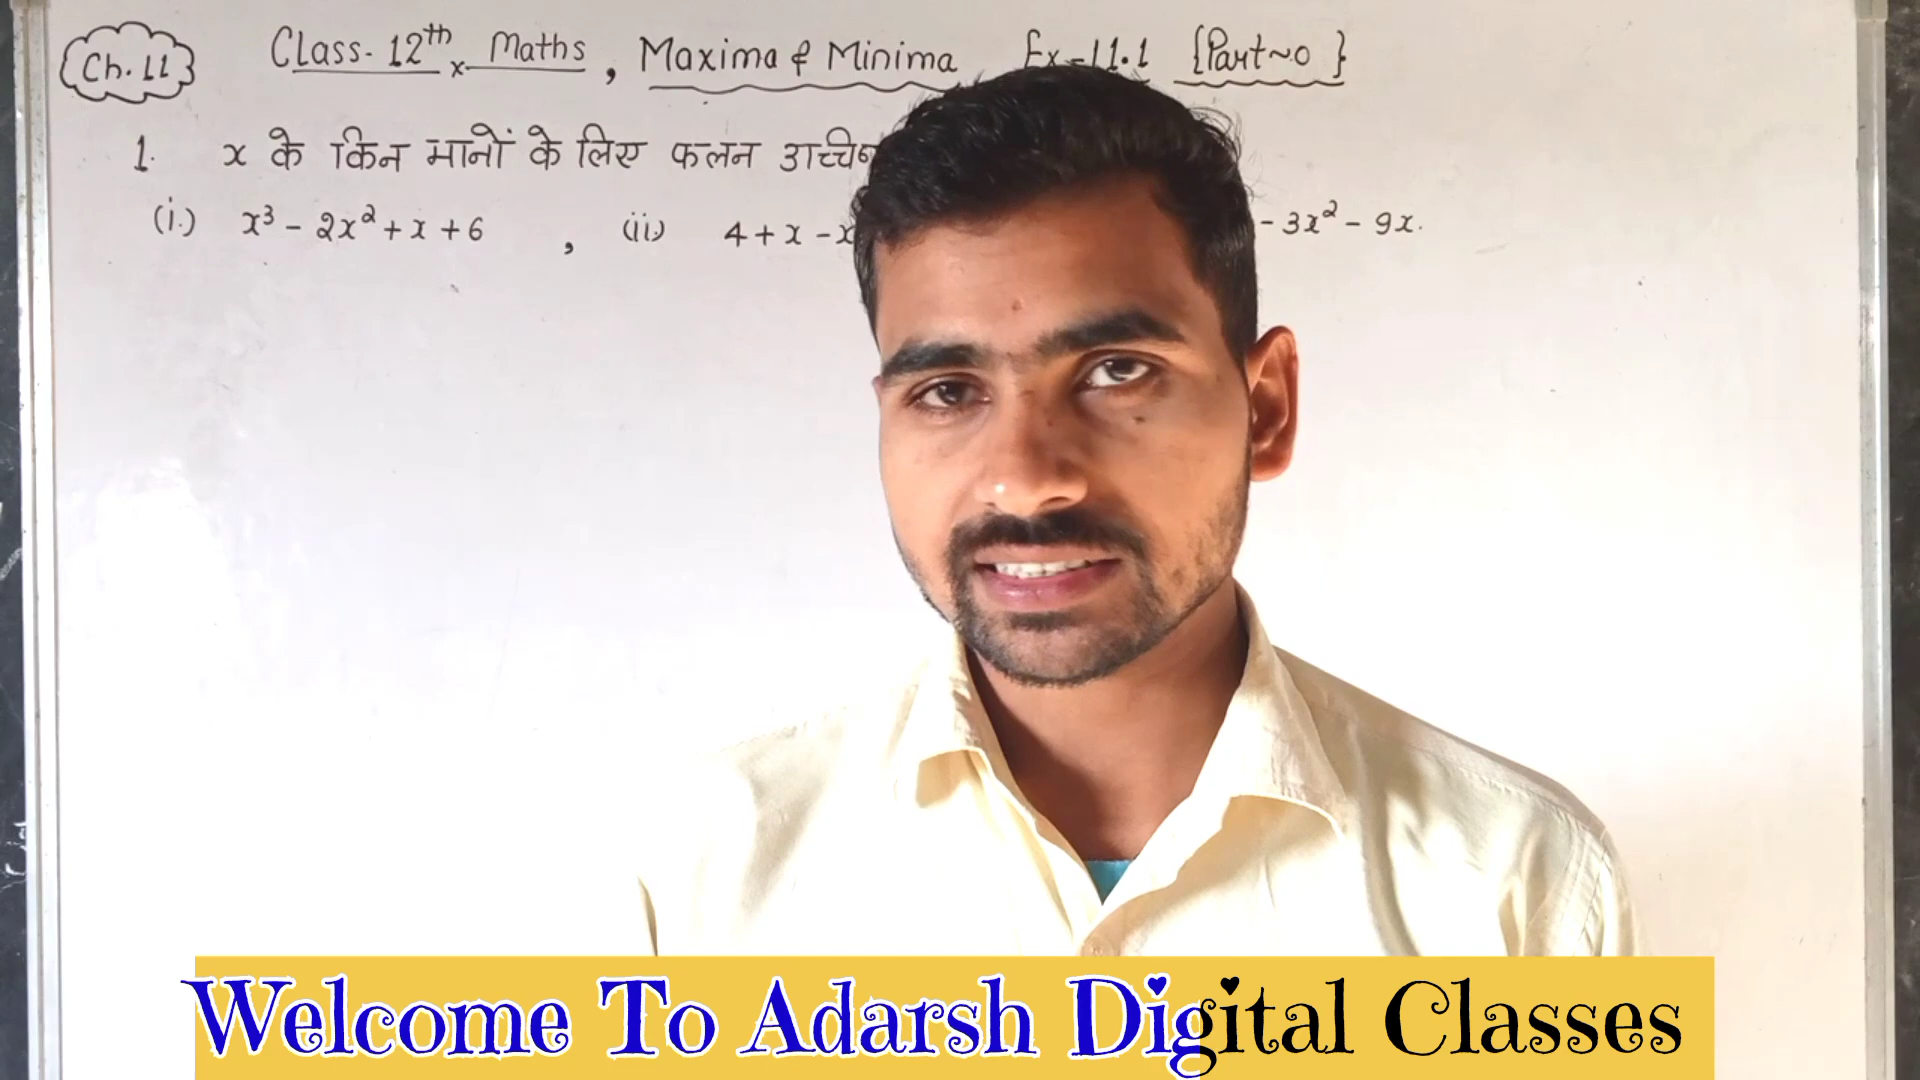 Ch. 11 Class-12th Maths, Maxima & Minima Ex-11.1 {Part~0}
1. x के किन मानों के लिए फलन
(i.) x³ - 2x² + x + 6 , (ii) 4 + x - x - 3x² - 9x.
Welcome To Adarsh Digital Classes